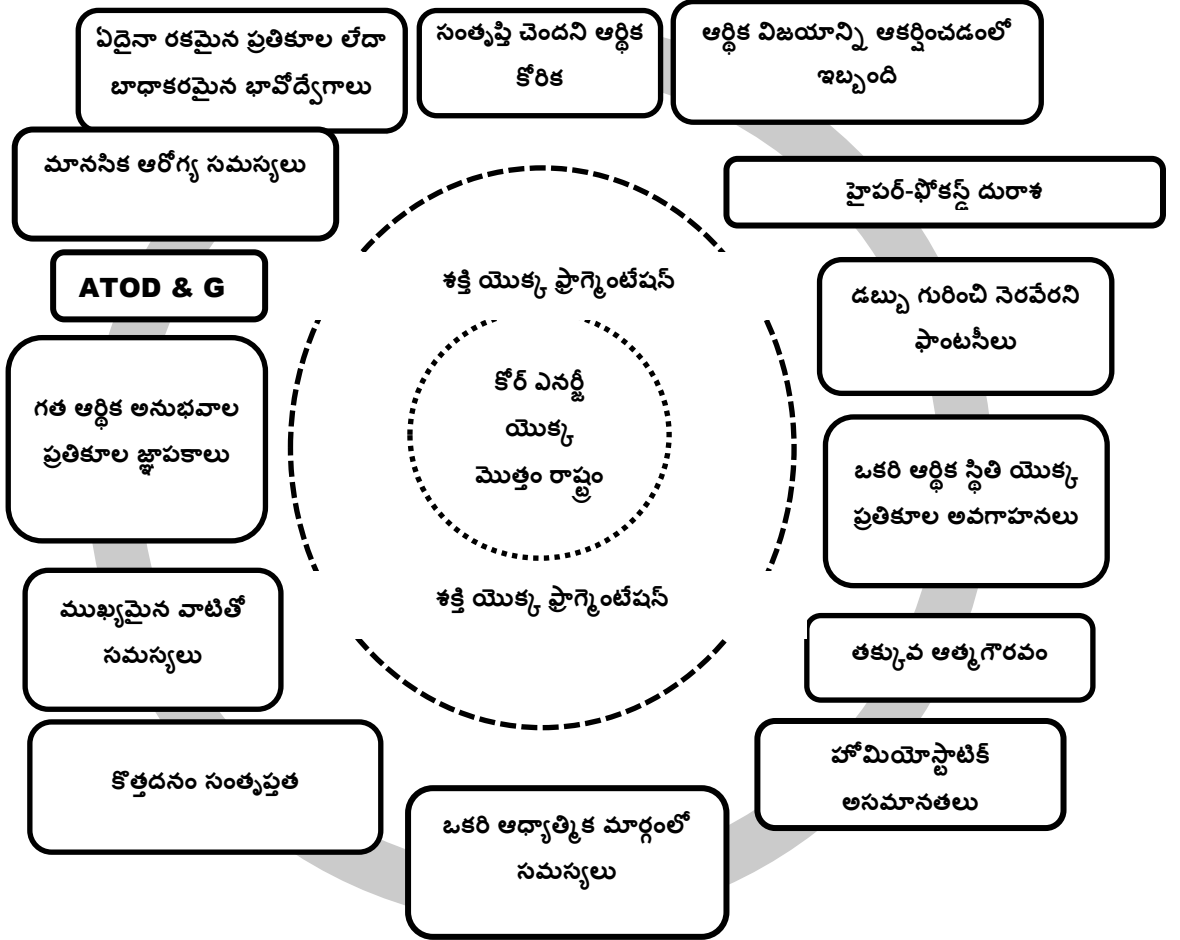 ఏదైనా రకమైన ప్రతికూల లేదా
బాధాకరమైన భావోద్వేగాలు
సంతృప్తి చెందని ఆర్థిక
కోరిక
ఆర్థిక విజయాన్ని ఆకర్షించడంలో
ఇబ్బంది
మానసిక ఆరోగ్య సమస్యలు
హైపర్-ఫోకస్డ్ దురాశ
ATOD & G
శక్తి యొక్క ఫ్రాగ్మెంటేషన్
డబ్బు గురించి నెరవేరని
ఫాంటసీలు
గత ఆర్థిక అనుభవాల
ప్రతికూల జ్ఞాపకాలు
కోర్ ఎనర్జీ
యొక్క
మొత్తం రాష్ట్రం
ఒకరి ఆర్థిక స్థితి యొక్క
ప్రతికూల అవగాహనలు
ముఖ్యమైన వాటితో
సమస్యలు
శక్తి యొక్క ఫ్రాగ్మెంటేషన్
తక్కువ ఆత్మగౌరవం
కొత్తదనం సంతృప్తత
హోమియోస్టాటిక్
అసమానతలు
ఒకరి ఆధ్యాత్మిక మార్గంలో
సమస్యలు